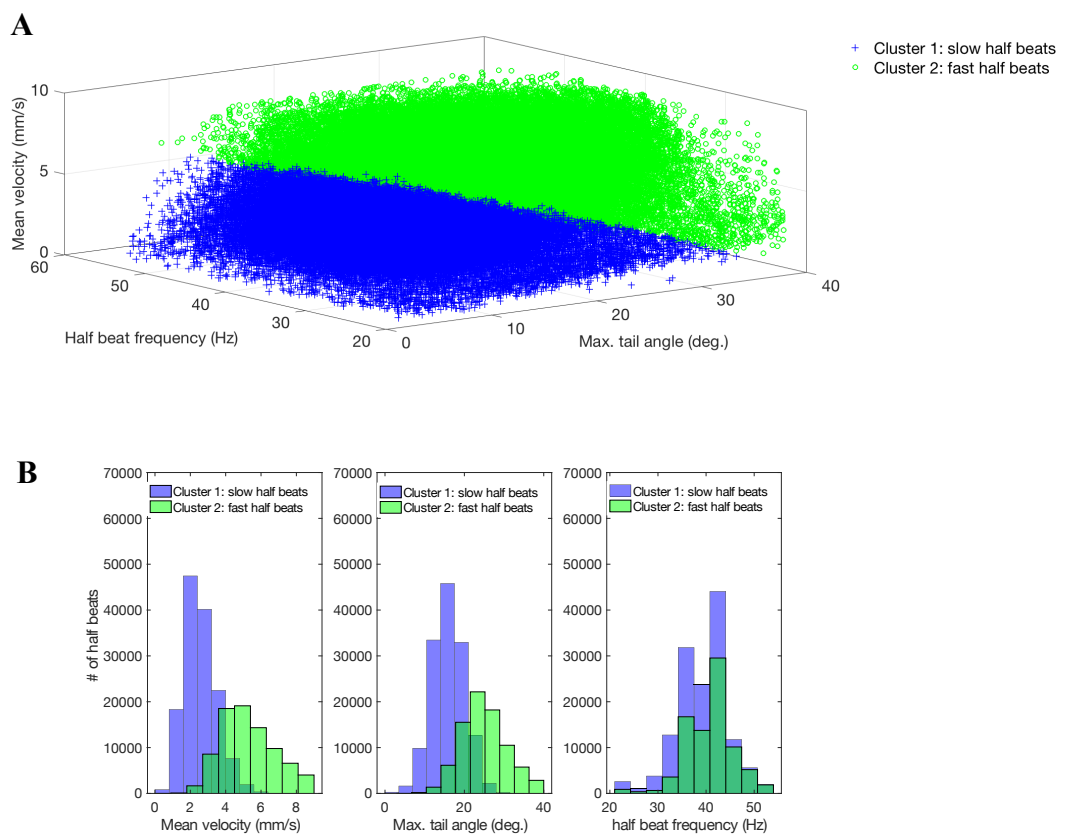 A
Cluster 1: slow half beats
Cluster 2: fast half beats
10
5
0
Mean velocity (mm/s)
60
50
40
30
20
Half beat frequency (Hz)
0
10
20
30
40
Max. tail angle (deg.)
B
# of half beats
70000
60000
50000
40000
30000
20000
10000
0
Cluster 1: slow half beats
Cluster 2: fast half beats
0 2 4 6 8
Mean velocity (mm/s)
70000
60000
50000
40000
30000
20000
10000
0
Cluster 1: slow half beats
Cluster 2: fast half beats
0 20 40
Max. tail angle (deg.)
70000
60000
50000
40000
30000
20000
10000
0
Cluster 1: slow half beats
Cluster 2: fast half beats
20 30 40 50
half beat frequency (Hz)